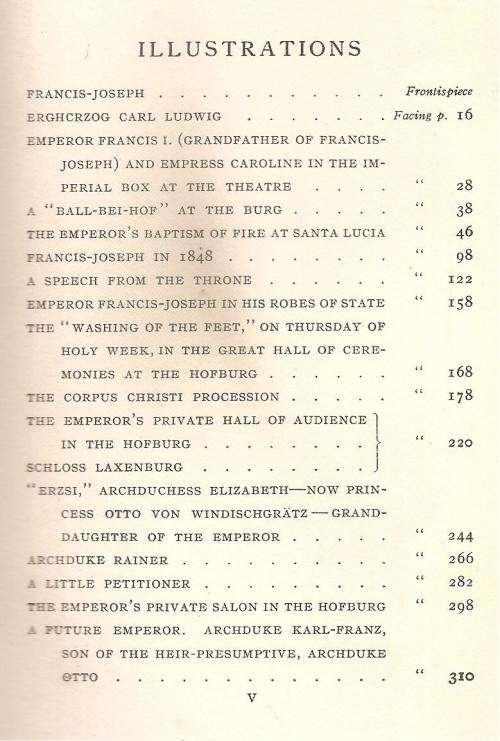 ILLUSTRATIONS
FRANCIS-JOSEPH . . . . . . . . . . Frontispiece
ERGHCRZOG CARL LUDWIG . . . . . . Facing p. 16
EMPEROR FRANCIS I. (GRANDFATHER OF FRANCIS-
JOSEPH) AND EMPRESS CAROLINE IN THE IM-
PERIAL BOX AT THE THEATRE . . . . " 28
A "BALL-BEI-HOF" AT THE BURG . . . . . " 38
THE EMPEROR'S BAPTISM OF FIRE AT SANTA LUCIA " 46
FRANCIS-JOSEPH IN 1848 . . . . . . . . " 98
A SPEECH FROM THE THRONE . . . . . . " 122
EMPEROR FRANCIS-JOSEPH IN HIS ROBES OF STATE " 158
THE "WASHING OF THE FEET," ON THURSDAY OF
HOLY WEEK, IN THE GREAT HALL OF CERE-
MONIES AT THE HOFBURG . . . . . . " 168
THE CORPUS CHRISTI PROCESSION . . . . . " 178
THE EMPEROR'S PRIVATE HALL OF AUDIENCE
IN THE HOFBURG . . . . . . . . " 220
SCHLOSS LAXENBURG . . . . . . . .
"ERZSI," ARCHDUCHESS ELIZABETH—NOW PRIN-
CESS OTTO VON WINDISCHGRÄTZ—GRAND-
DAUGHTER OF THE EMPEROR . . . . . " 244
ARCHDUKE RAINER . . . . . . . . . " 266
A LITTLE PETITIONER . . . . . . . . . " 282
THE EMPEROR'S PRIVATE SALON IN THE HOFBURG " 298
A FUTURE EMPEROR. ARCHDUKE KARL-FRANZ,
SON OF THE HEIR-PRESUMPTIVE, ARCHDUKE
OTTO . . . . . . . . . . . . " 310
V